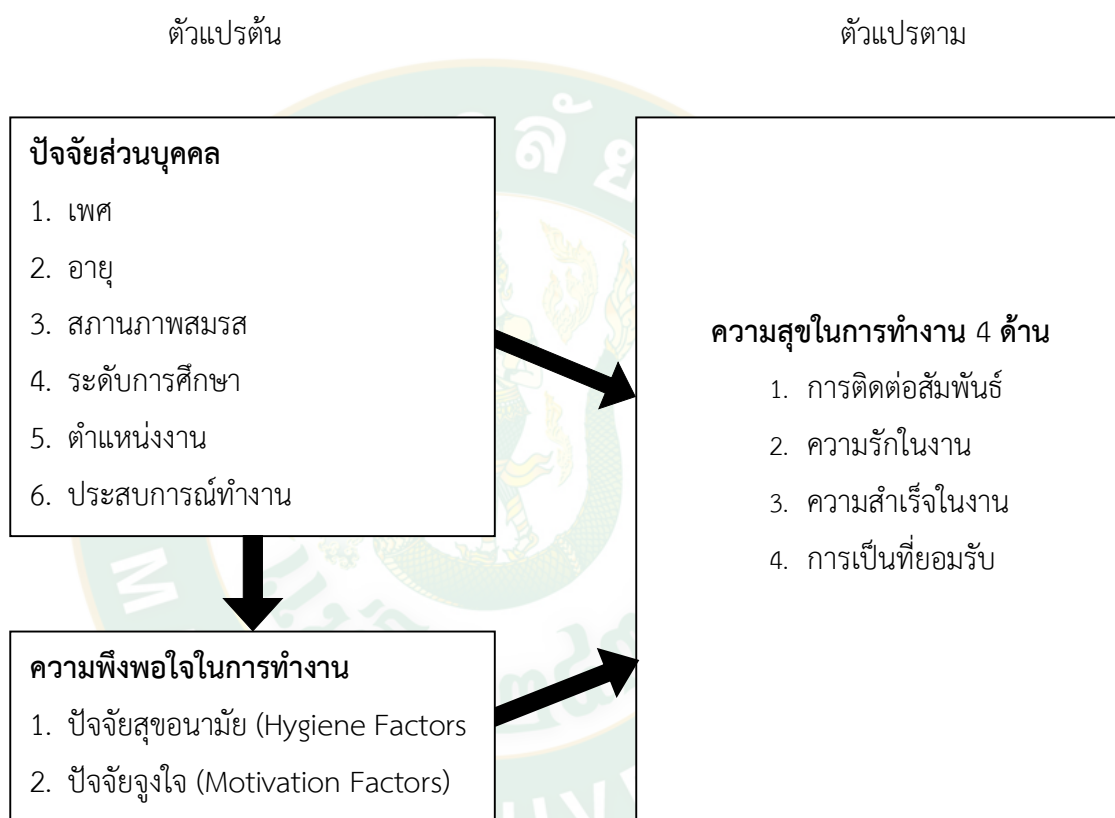 ตัวแปรต้น
ตัวแปรตาม
ปัจจัยส่วนบุคคล
1. เพศ
2. อายุ
3. สถานภาพสมรส
4. ระดับการศึกษา
5. ตำแหน่งงาน
6. ประสบการณ์ทำงาน
ความพึงพอใจในการทำงาน
1. ปัจจัยสุขอนามัย (Hygiene Factors
2. ปัจจัยจูงใจ (Motivation Factors)
ความสุขในการทำงาน 4 ด้าน
1. การติดต่อสัมพันธ์
2. ความรักในงาน
3. ความสำเร็จในงาน
4. การเป็นที่ยอมรับ